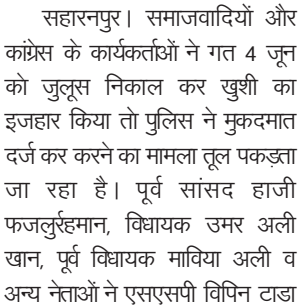 सहारनपुर। समाजवादियों और
कांग्रेस के कार्यकर्ताओं ने गत 4 जून
को जुलूस निकाल कर खुशी का
इजहार किया तो पुलिस ने मुकदमात
दर्ज कर करने का मामला तूल पकड़ता
जा रहा है। पूर्व सांसद हाजी
फजलुर्रहमान, विधायक उमर अली
खान, पूर्व विधायक माविया अली व
अन्य नेताओं ने एसएसपी विपिन टाडा